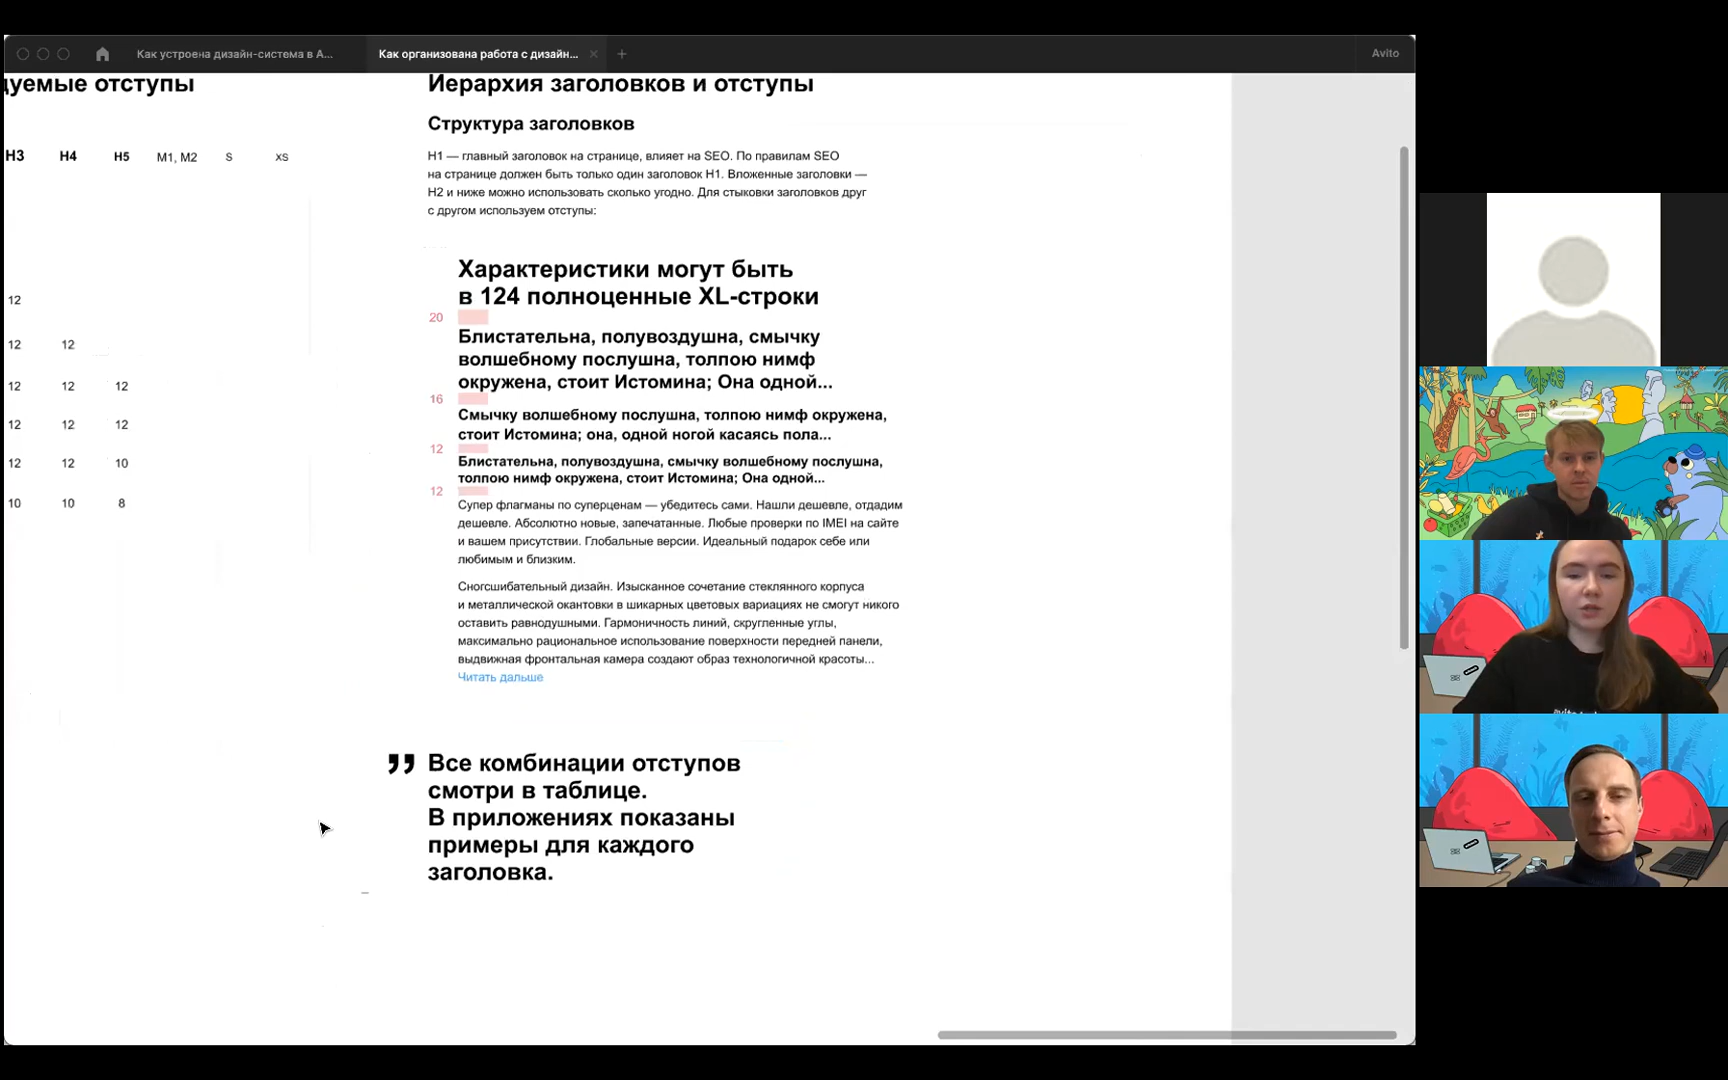 Как устроена дизайн-система в А...
Как организована работа с дизайн...
Avito
дуемые отступы
H3 H4 H5 M1, M2 S XS
12
12 12
12 12 12
12 12 12
12 12 10
10 10 8
Иерархия заголовков и отступы
Структура заголовков
H1 — главный заголовок на странице, влияет на SEO. По правилам SEO
на странице должен быть только один заголовок H1. Вложенные заголовки —
H2 и ниже можно использовать сколько угодно. Для стыковки заголовков друг
с другом используем отступы:
Характеристики могут быть
в 124 полноценные XL-строки
20
Блистательна, полувоздушна, смычку
волшебному послушна, толпою нимф
окружена, стоит Истомина; Она одной...
16
Смычку волшебному послушна, толпою нимф окружена,
стоит Истомина; она, одной ногой касаясь пола...
12
Блистательна, полувоздушна, смычку волшебному послушна,
толпою нимф окружена, стоит Истомина; Она одной...
12
Супер флагманы по суперценам — убедитесь сами. Нашли дешевле, отдадим
дешевле. Абсолютно новые, запечатанные. Любые проверки по IMEI на сайте
и вашем присутствии. Глобальные версии. Идеальный подарок себе или
любимым и близким.
Сногсшибательный дизайн. Изысканное сочетание стеклянного корпуса
и металлической окантовки в шикарных цветовых вариациях не смогут никого
оставить равнодушными. Гармоничность линий, скругленные углы,
максимально рациональное использование поверхности передней панели,
выдвижная фронтальная камера создают образ технологичной красоты...
Читать дальше
” Все комбинации отступов
смотри в таблице.
В приложениях показаны
примеры для каждого
заголовка.